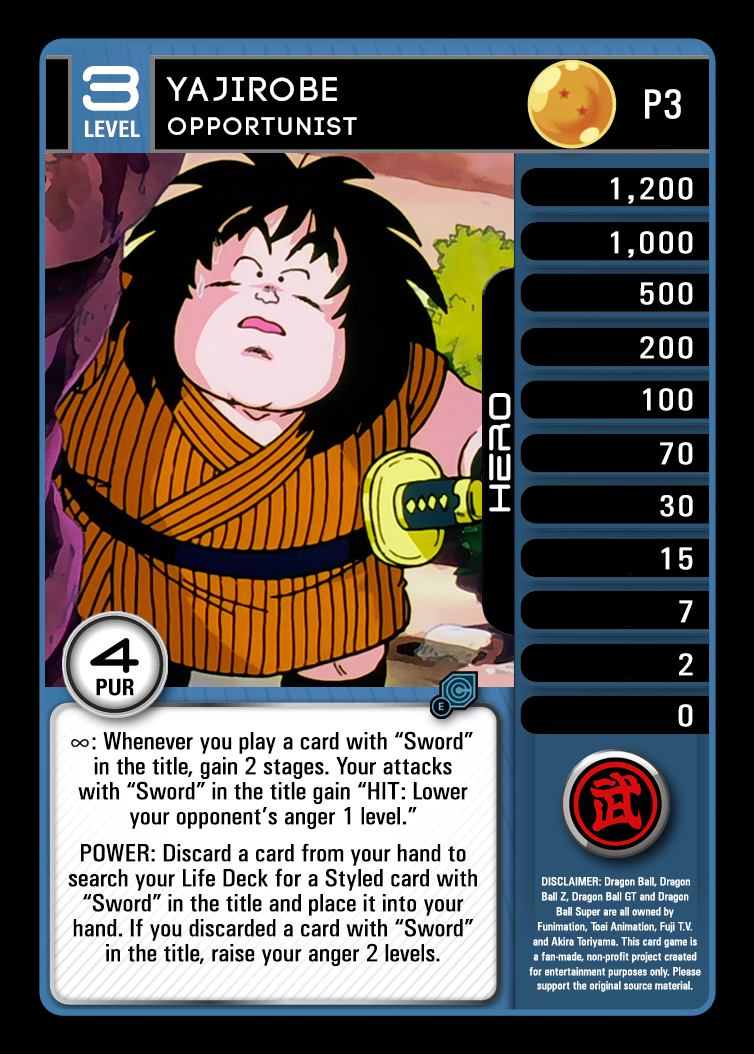 3
LEVEL
YAJIROBE
OPPORTUNIST
P3
1,200
1,000
500
200
100
70
30
15
7
2
0
HERO
4
PUR
E
∞: Whenever you play a card with “Sword”
in the title, gain 2 stages. Your attacks
with “Sword” in the title gain “HIT: Lower
your opponent’s anger 1 level.”
POWER: Discard a card from your hand to
search your Life Deck for a Styled card with
“Sword” in the title and place it into your
hand. If you discarded a card with “Sword”
in the title, raise your anger 2 levels.
武
DISCLAIMER: Dragon Ball, Dragon
Ball Z, Dragon Ball GT and Dragon
Ball Super are all owned by
Funimation, Toei Animation, Fuji T.V.
and Akira Toriyama. This card game is
a fan-made, non-profit project created
for entertainment purposes only. Please
support the original source material.